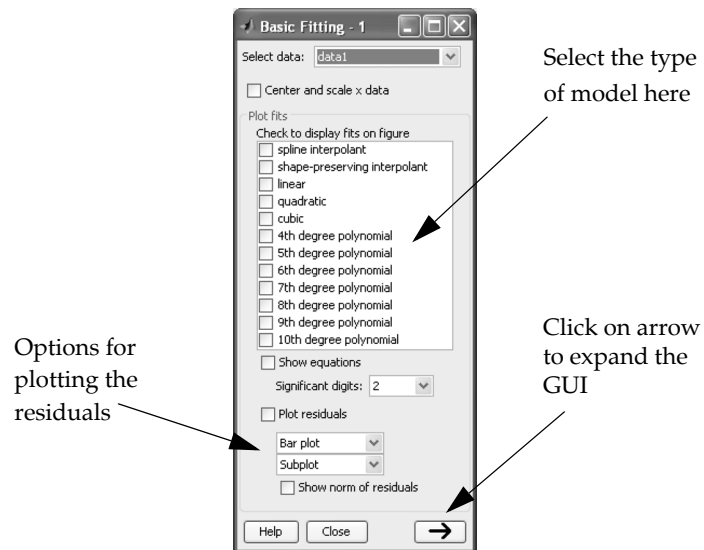 Basic Fitting - 1
Select data: data1
Center and scale x data
Plot fits
Check to display fits on figure
spline interpolant
shape-preserving interpolant
linear
quadratic
cubic
4th degree polynomial
5th degree polynomial
6th degree polynomial
7th degree polynomial
8th degree polynomial
9th degree polynomial
10th degree polynomial
Show equations
Significant digits: 2
Plot residuals
Bar plot
Subplot
Show norm of residuals
Help Close
Select the type
of model here
Options for
plotting the
residuals
Click on arrow
to expand the
GUI